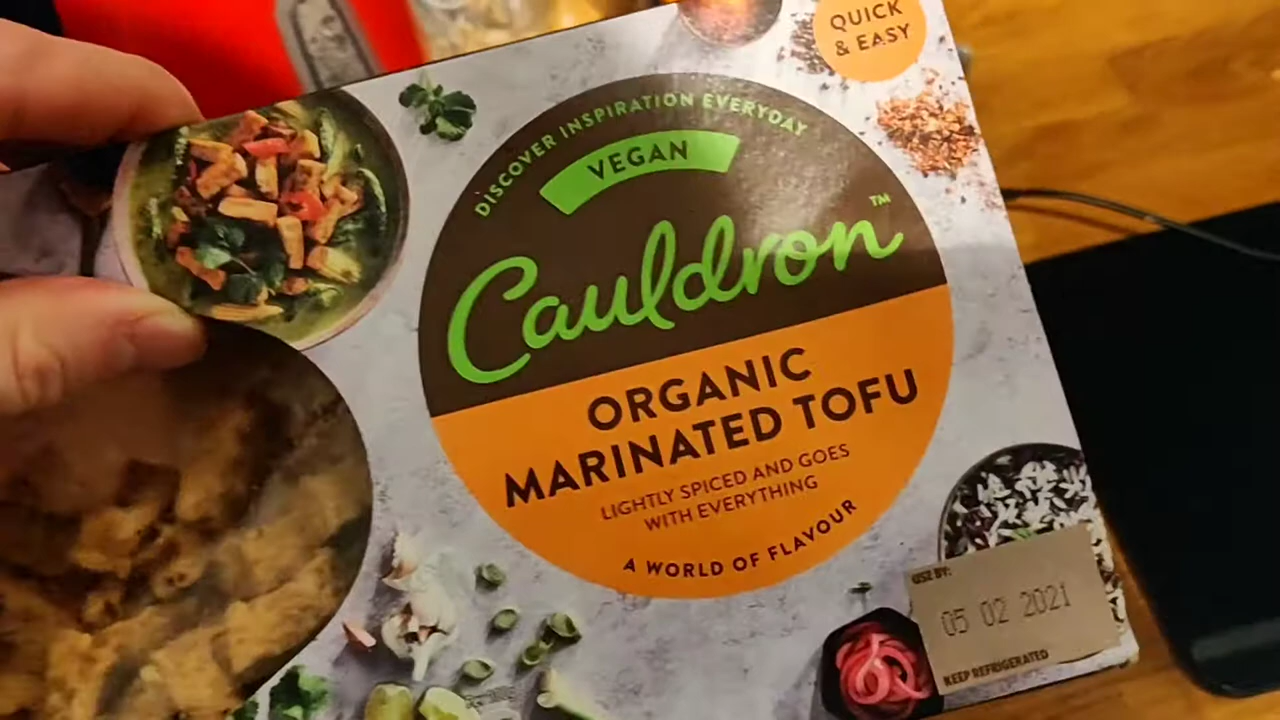 QUICK
& EASY
DISCOVER INSPIRATION EVERYDAY
VEGAN
Cauldron™
ORGANIC
MARINATED TOFU
LIGHTLY SPICED AND GOES
WITH EVERYTHING
A WORLD OF FLAVOUR
USE BY:
05 02 2021
KEEP REFRIGERATED